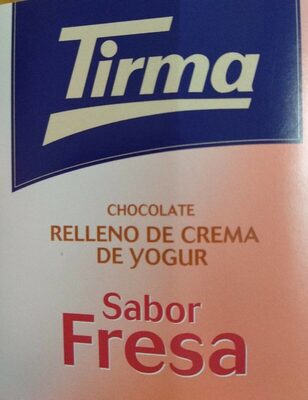 Tirma
CHOCOLATE
RELLENO DE CREMA
DE YOGUR
Sabor
Fresa